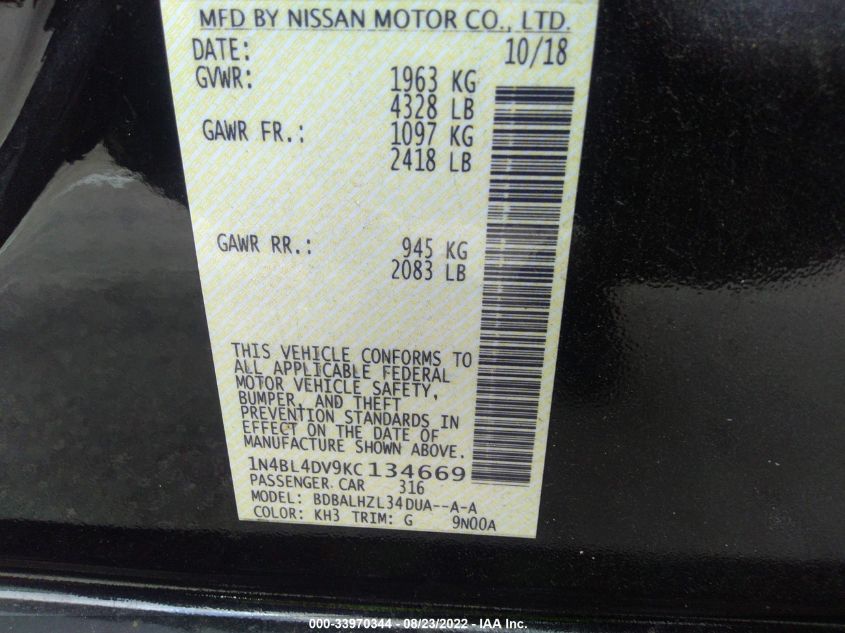 MFD BY NISSAN MOTOR CO., LTD.
DATE: 10/18
GVWR: 1963 KG
4328 LB
GAWR FR.: 1097 KG
2418 LB
GAWR RR.: 945 KG
2083 LB
THIS VEHICLE CONFORMS TO
ALL APPLICABLE FEDERAL
MOTOR VEHICLE SAFETY,
BUMPER, AND THEFT
PREVENTION STANDARDS IN
EFFECT ON THE DATE OF
MANUFACTURE SHOWN ABOVE.
1N4BL4DV9KC134669
PASSENGER CAR 316
MODEL: BDBALHZL34DUA--A-A
COLOR: KH3 TRIM: G 9N00A
000-33970344 - 08/23/2022 - IAA Inc.